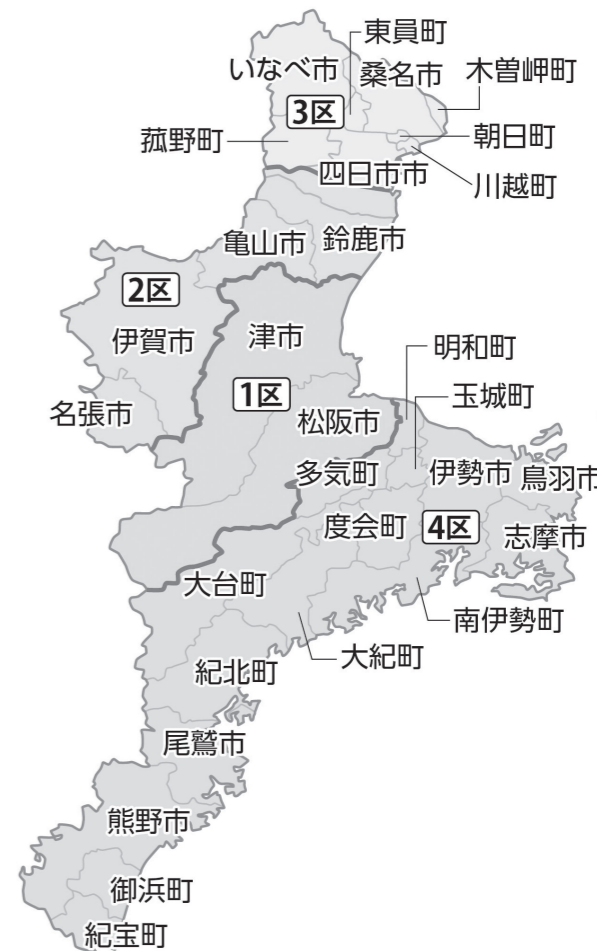 東員町
いなべ市
桑名市
木曽岬町
3区
菰野町
朝日町
四日市市
川越町
亀山市
鈴鹿市
2区
伊賀市
津市
明和町
名張市
1区
玉城町
松阪市
多気町
伊勢市
鳥羽市
度会町
4区
志摩市
大台町
南伊勢町
大紀町
紀北町
尾鷲市
熊野市
御浜町
紀宝町